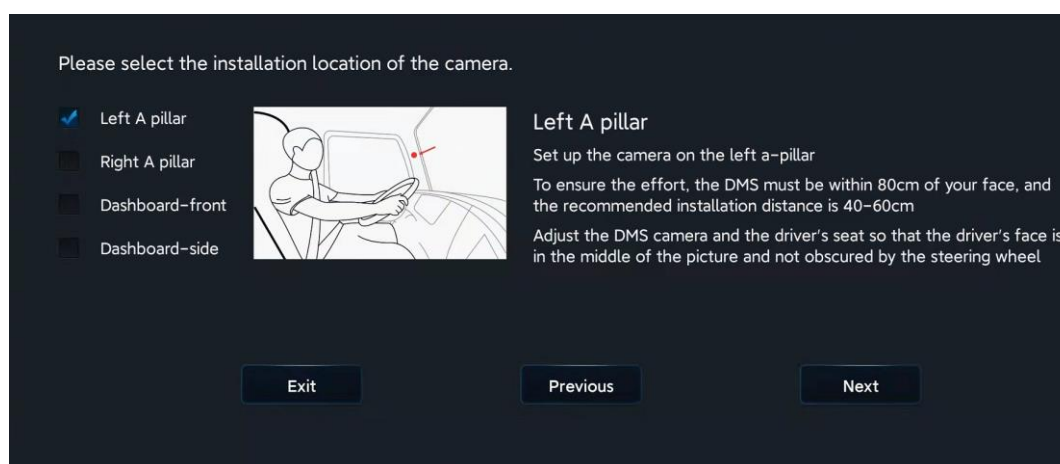 Please select the installation location of the camera.
Left A pillar
Right A pillar
Dashboard-front
Dashboard-side
Left A pillar
Set up the camera on the left a-pillar
To ensure the effort, the DMS must be within 80cm of your face, and
the recommended installation distance is 40-60cm
Adjust the DMS camera and the driver's seat so that the driver's face is
in the middle of the picture and not obscured by the steering wheel
Exit
Previous
Next